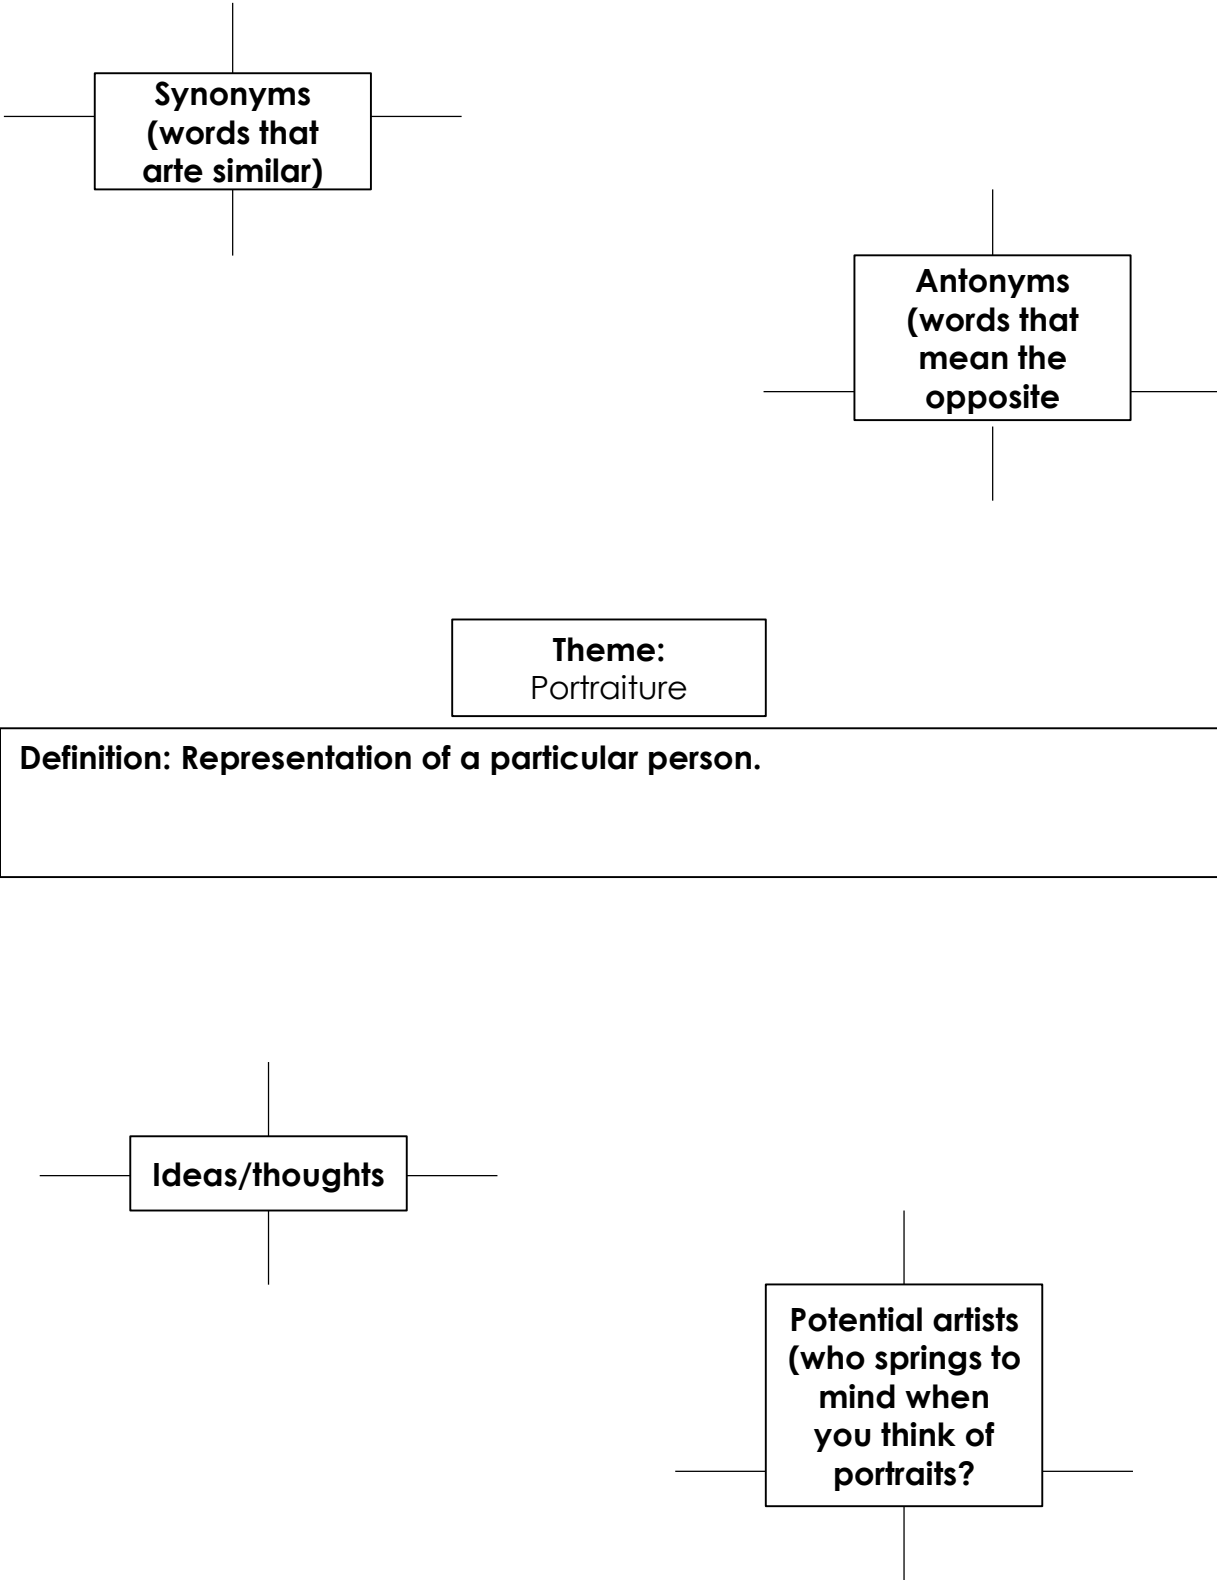 Synonyms
(words that
arte similar)
Antonyms
(words that
mean the
opposite
Theme:
Portraiture
Definition: Representation of a particular person.
Ideas/thoughts
Potential artists
(who springs to
mind when
you think of
portraits?